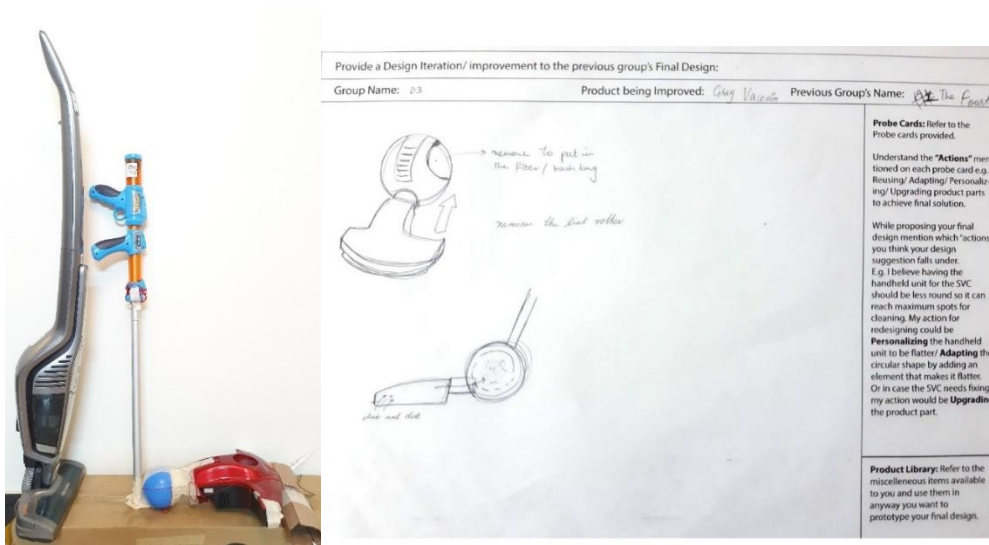 Provide a Design Iteration/ improvement to the previous group's Final Design:
Group Name: D3
Product being Improved: Grey Vaccum
Previous Group's Name: The
Probe Cards: Refer to the
Probe cards provided.
Understand the "Actions" men
tioned on each probe card e.g.
Reusing/ Adapting/ Personaliz-
ing/ Upgrading product parts
to achieve final solution.
While proposing your final
design mention which "actions
you think your design
suggestion falls under.
E.g. I believe having the
handheld unit for the SVC
should be less round so it can
reach maximum spots for
cleaning. My action for
redesigning could be
Personalizing the handheld
unit to be flatter/ Adapting the
circular shape by adding an
element that makes it flatter.
Or in case the SVC needs fixing
my action would be Upgrading
the product part.
Product Library: Refer to the
miscelleneous items available
to you and use them in
anyway you want to
prototype your final design.
remove to put in
the filter/ trash bag
remove the roller
and